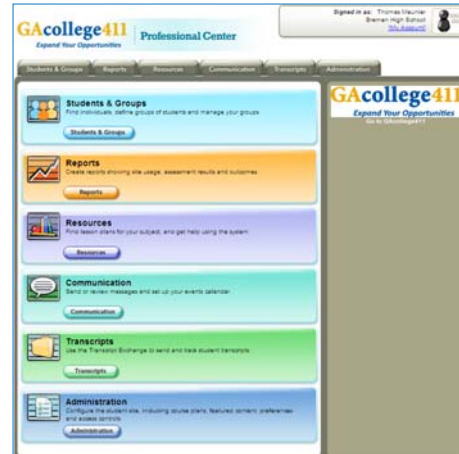 GAcollege411
Expand Your Opportunities
Professional Center
Signed in as: Thomas Meunier
Bremen High School
My Account
Students & Groups Reports Resources Communication Transcripts Administration
Students & Groups
Find individuals, define groups of students and manage your groups
Students & Groups
Reports
Create reports showing site usage, assessment results and outcomes
Reports
Resources
Find lesson plans for your subject, and get help using the system
Resources
Communication
Send or review messages and set up your events calendar
Communication
Transcripts
Use the Transcript Exchange to send and track student transcripts
Transcripts
Administration
Configure the student site, including course plans, featured content, preferences
and access controls
Administration
GAcollege411
Expand Your Opportunities
Go to GAcollege411